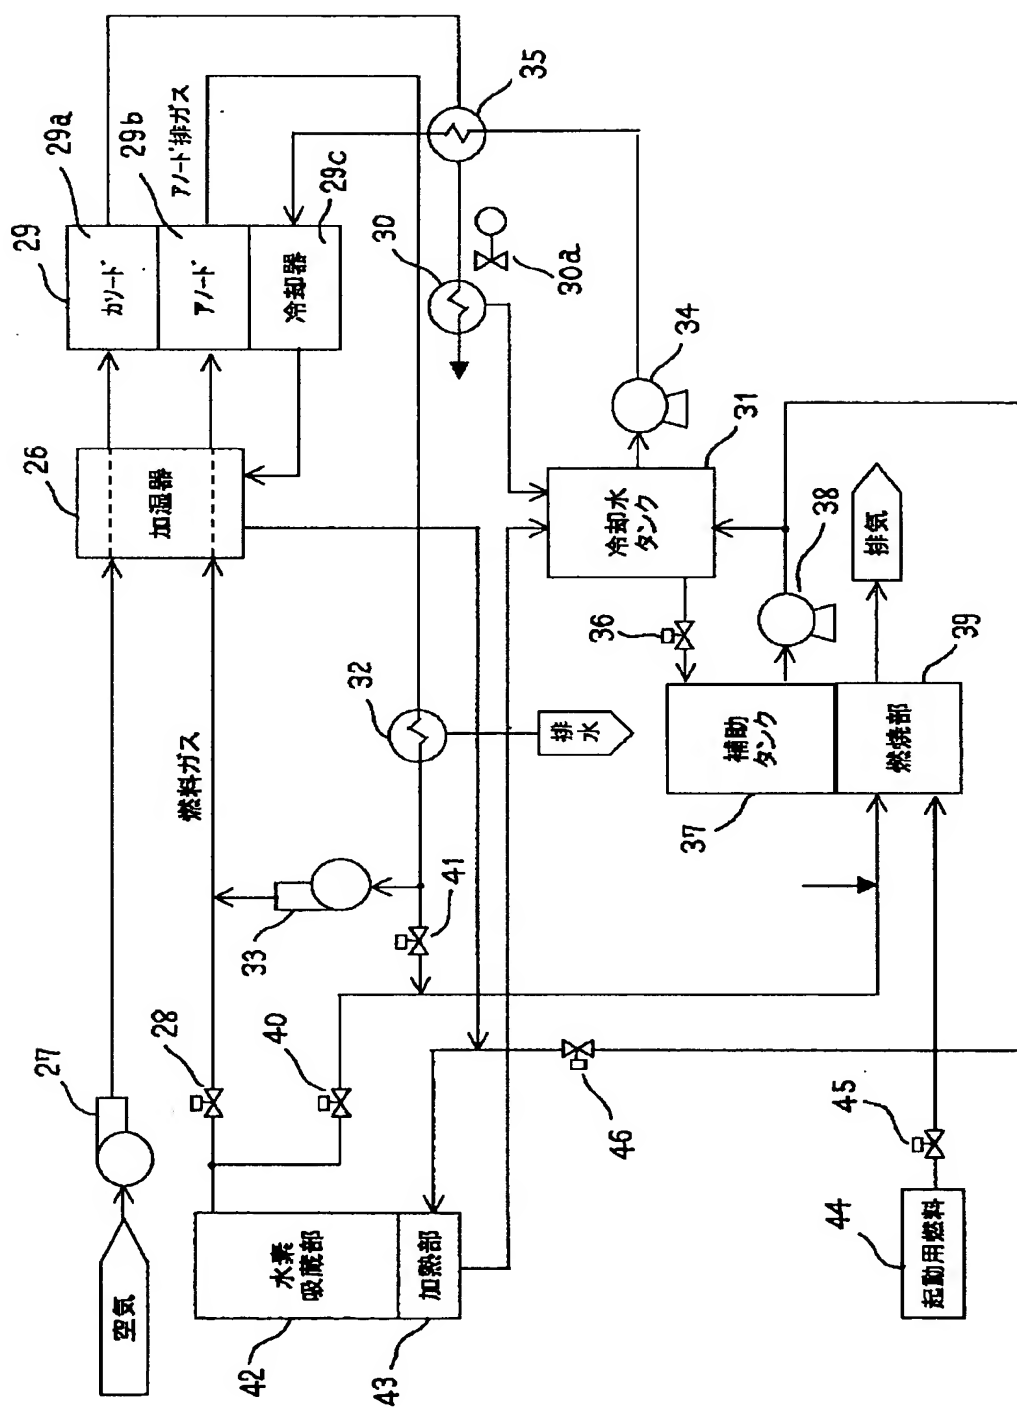 空気
27
水素
吸蔵部
42
加熱部
43
28
燃料ガス
40
33
41
32
排
水
46
26
加湿器
29
カソード
29a
アノード
29b
アノード排ガス
冷却器
29c
35
30
30a
34
冷却水
タンク
31
36
補助
タンク
37
38
燃焼部
39
排気
起動用燃料
44
45